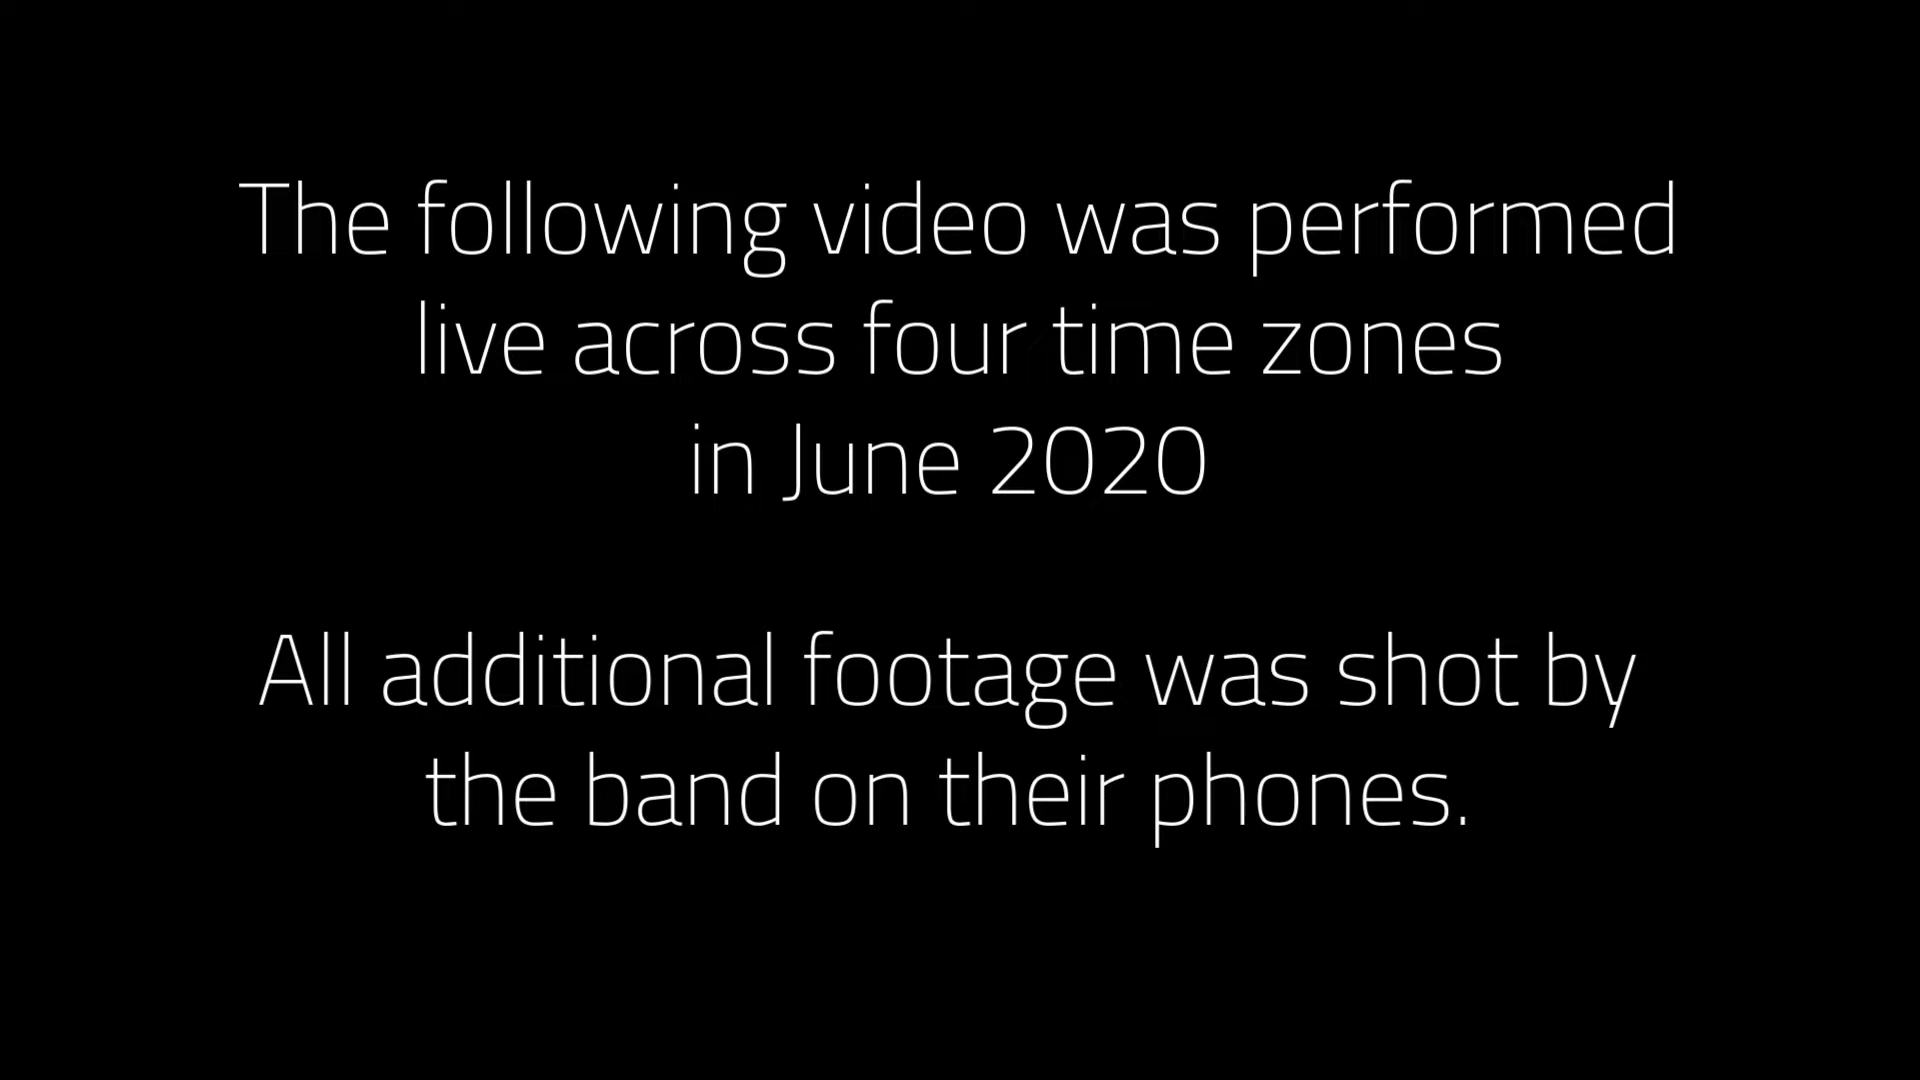 The following video was performed
live across four time zones
in June 2020
All additional footage was shot by
the band on their phones.